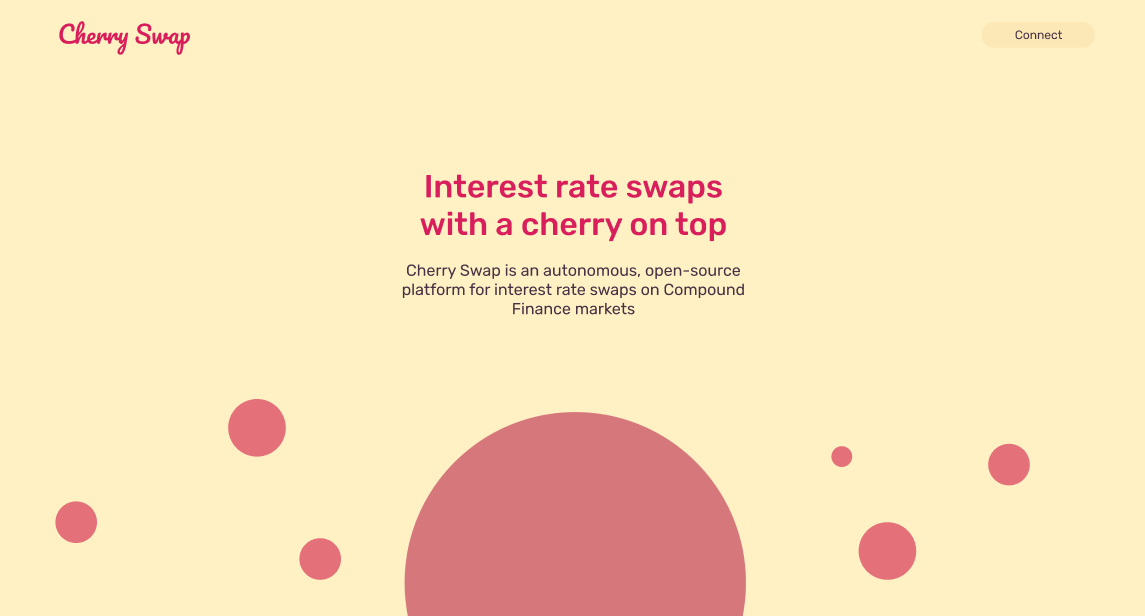 Cherry Swap
Connect
Interest rate swaps
with a cherry on top
Cherry Swap is an autonomous, open-source
platform for interest rate swaps on Compound
Finance markets